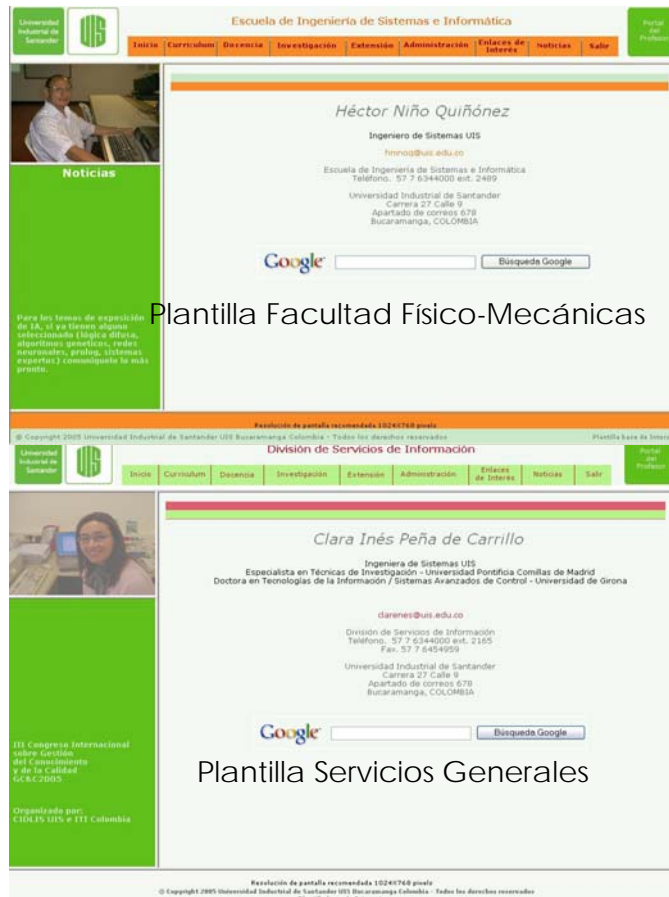 Universidad
Industrial de
Santander
UIS
Escuela de Ingeniería de Sistemas e Informática
Portal
del
Profesor
Inicio Curriculum Docencia Investigación Extensión Administración Enlaces de Interés Noticias Salir
Héctor Niño Quiñónez
Ingeniero de Sistemas UIS
hninoq@uis.edu.co
Escuela de Ingeniería de Sistemas e Informática
Teléfono. 57 7 6344000 ext. 2489
Universidad Industrial de Santander
Carrera 27 Calle 9
Apartado de correos 678
Bucaramanga, COLOMBIA
Noticias
Google Búsqueda Google
Plantilla Facultad Físico-Mecánicas
Para los temas de exposición
de IA, si ya tienen alguno
seleccionado (lógica difusa,
algoritmos geneticos, redes
neuronales, prolog, sistemas
expertos) comuniquelo lo más
pronto.
Resolución de pantalla recomendada 1024X768 pixels
© Copyright 2005 Universidad Industrial de Santander UIS Bucaramanga Colombia - Todos los derechos reservados
Plantilla base de
Universidad
Industrial de
Santander
UIS
División de Servicios de Información
Portal
del
Profesor
Inicio Curriculum Docencia Investigación Extensión Administración Enlaces de Interés Noticias Salir
Clara Inés Peña de Carrillo
Ingeniera de Sistemas UIS
Especialista en Técnicas de Investigación - Universidad Pontificia Comillas de Madrid
Doctora en Tecnologías de la Información / Sistemas Avanzados de Control - Universidad de Girona
clarenes@uis.edu.co
División de Servicios de Información
Teléfono. 57 7 6344000 ext. 2165
Fax. 57 7 6454959
Universidad Industrial de Santander
Carrera 27 Calle 9
Apartado de correos 678
Bucaramanga, COLOMBIA
Google Búsqueda Google
Plantilla Servicios Generales
III Congreso Internacional
sobre Gestión
del Conocimiento
y de la Calidad
GC&C2005
Organizado por:
CIDLIS UIS e ITI Colombia
Resolución de pantalla recomendada 1024X768 pixels
© Copyright 2005 Universidad Industrial de Santander UIS Bucaramanga Colombia - Todos los derechos reservados